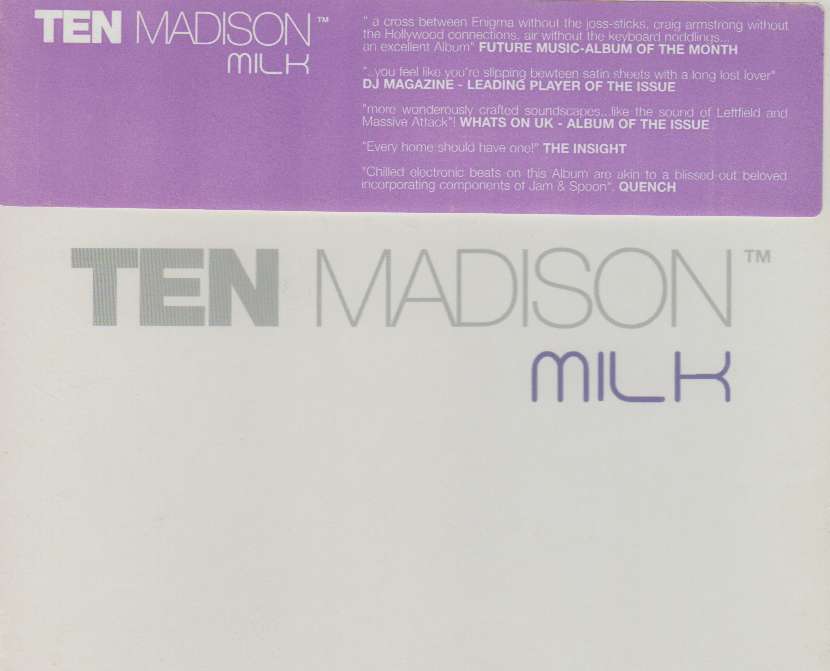 TEN MADISON™
MILK
" a cross between Enigma without the joss-sticks, craig armstrong without
the Hollywood connections, air without the keyboard noddlings...
an excellent Album" FUTURE MUSIC-ALBUM OF THE MONTH
"...you feel like you're slipping bewteen satin sheets with a long lost lover"
DJ MAGAZINE - LEADING PLAYER OF THE ISSUE
"more wonderously crafted soundscapes...like the sound of Leftfield and
Massive Attack"! WHATS ON UK - ALBUM OF THE ISSUE
"Every home should have one!" THE INSIGHT
"Chilled electronic beats on this Album are akin to a blissed-out beloved
incorporating components of Jam & Spoon". QUENCH
TEN MADISON™
MILK